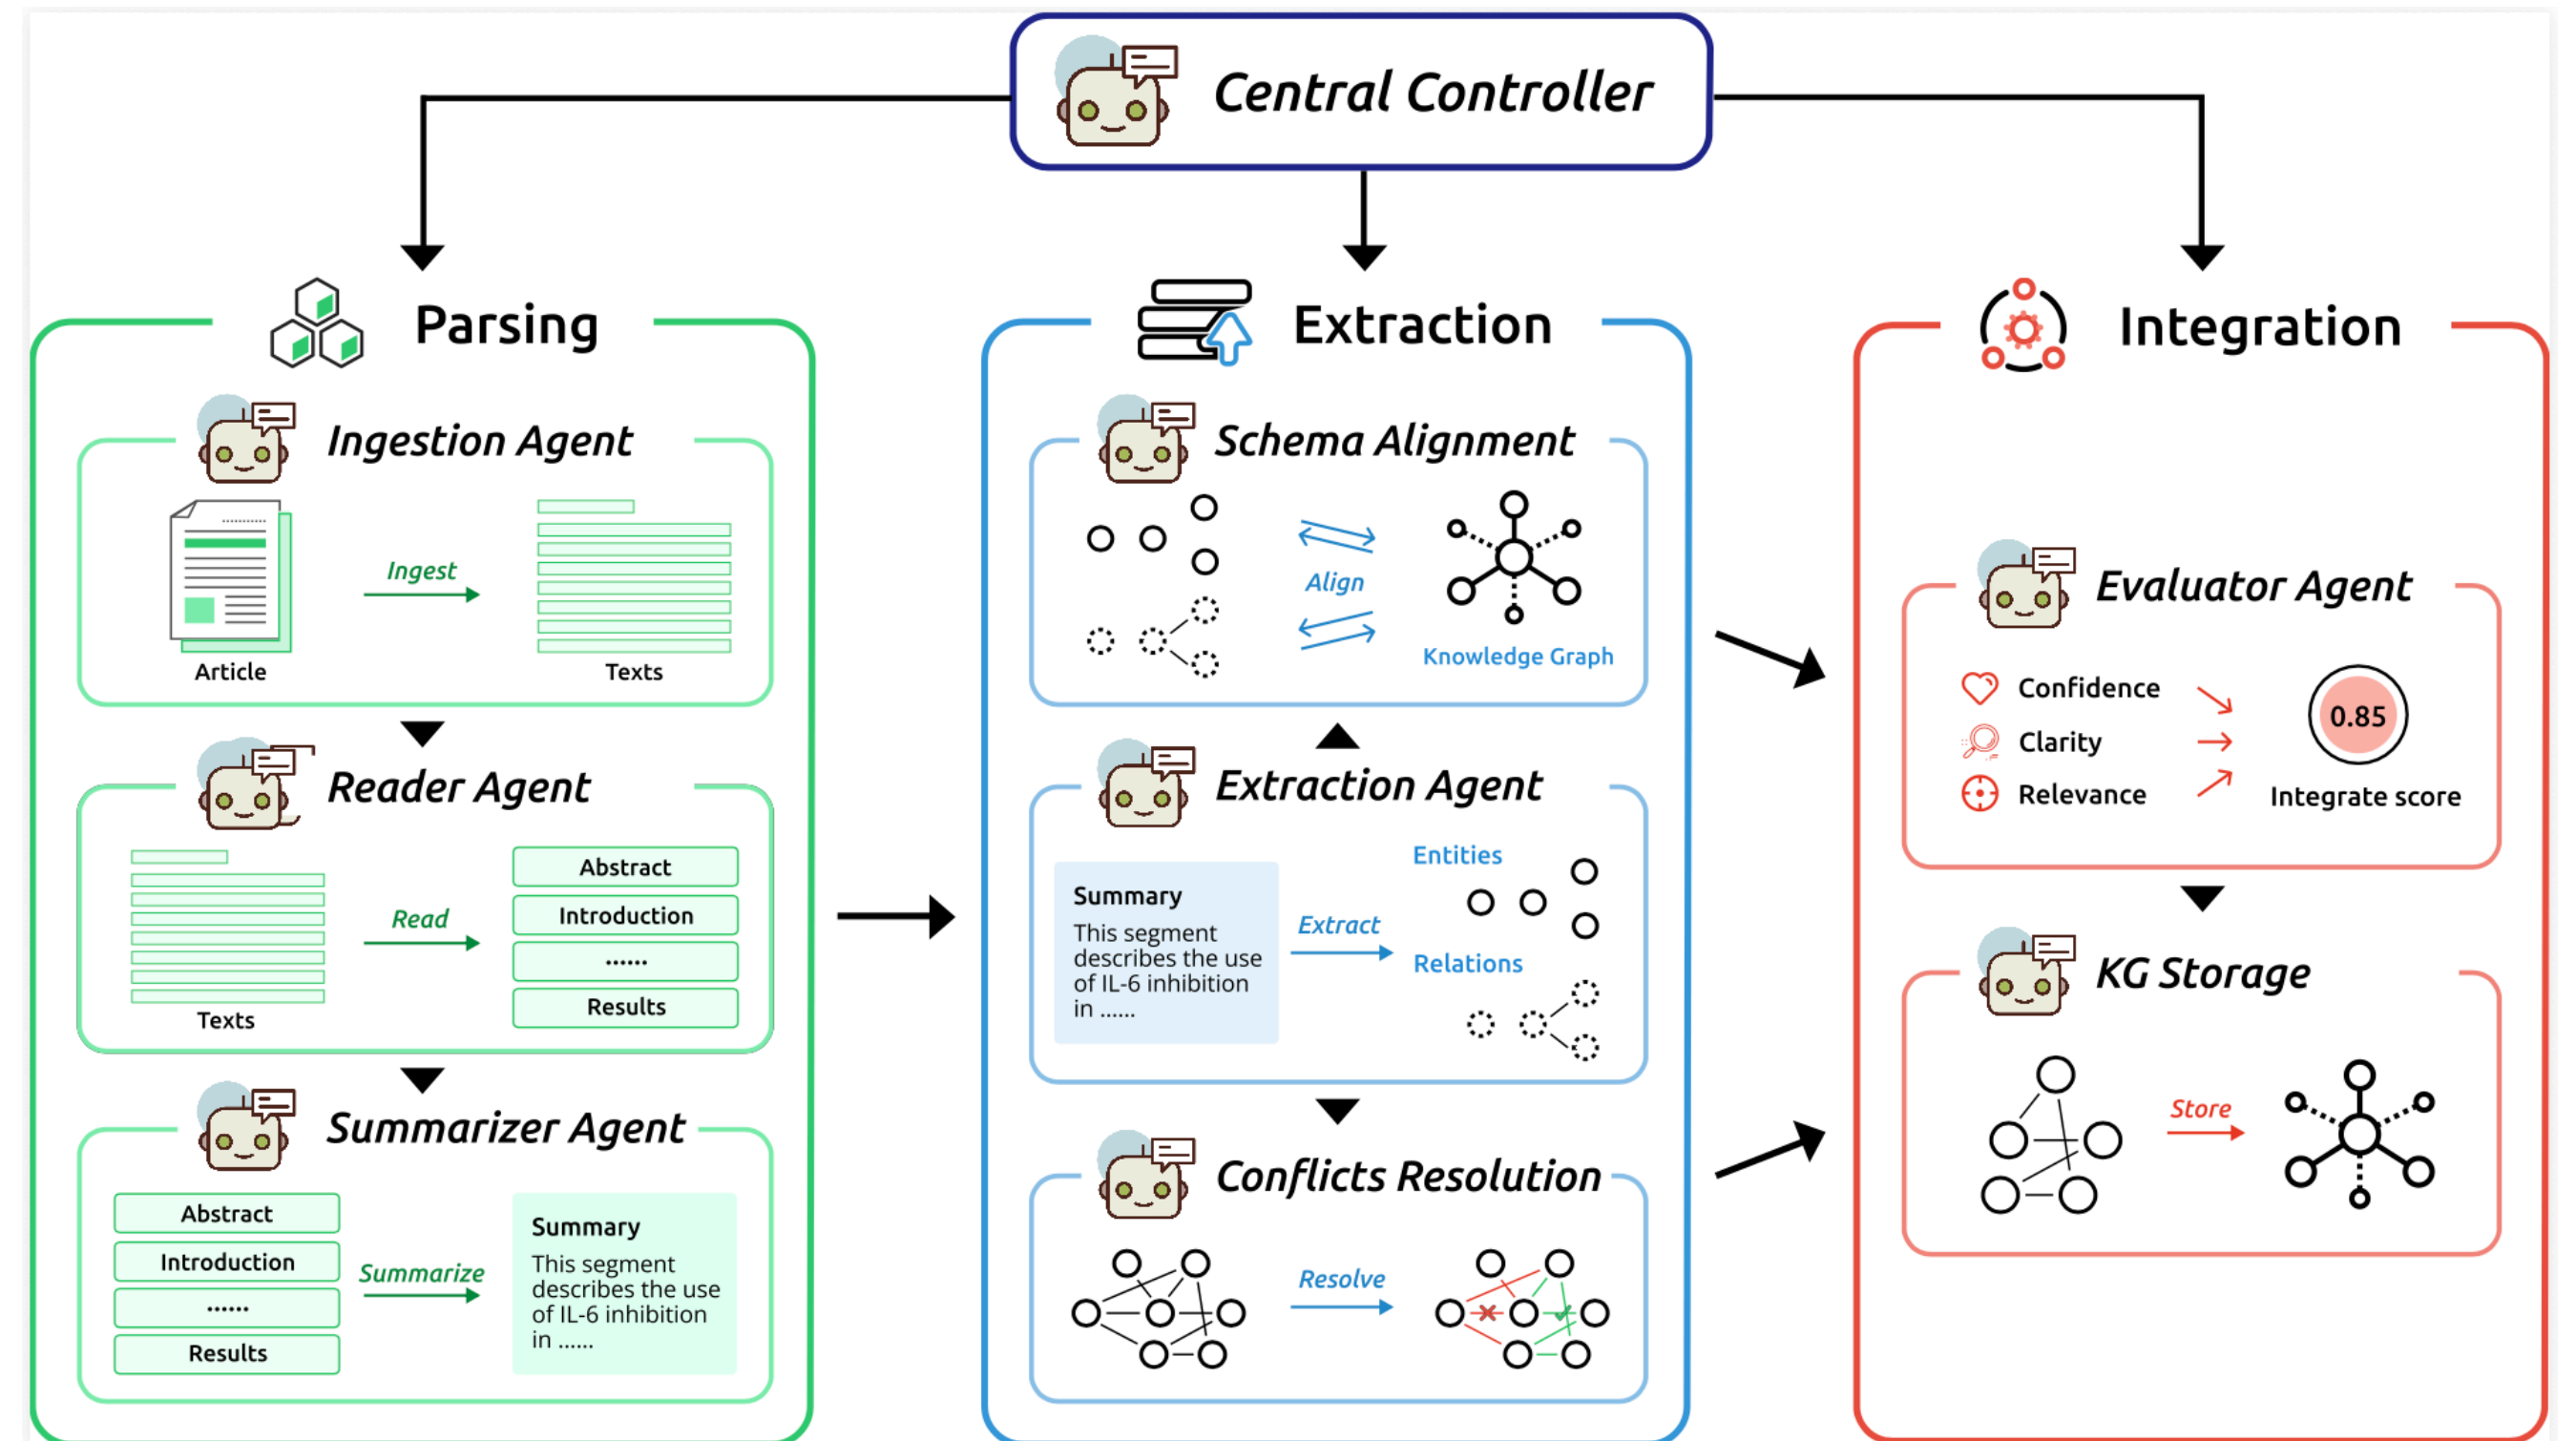 Central Controller
Parsing
Ingestion Agent
Ingest
Article
Texts
Reader Agent
Read
Texts
Abstract
Introduction
......
Results
Summarizer Agent
Abstract
Introduction
......
Results
Summarize
Summary
This segment
describes the use
of IL-6 inhibition
in ......
Extraction
Schema Alignment
Align
Knowledge Graph
Extraction Agent
Summary
This segment
describes the use
of IL-6 inhibition
in ......
Extract
Entities
Relations
Conflicts Resolution
Resolve
Integration
Evaluator Agent
Confidence
Clarity
Relevance
0.85
Integrate score
KG Storage
Store